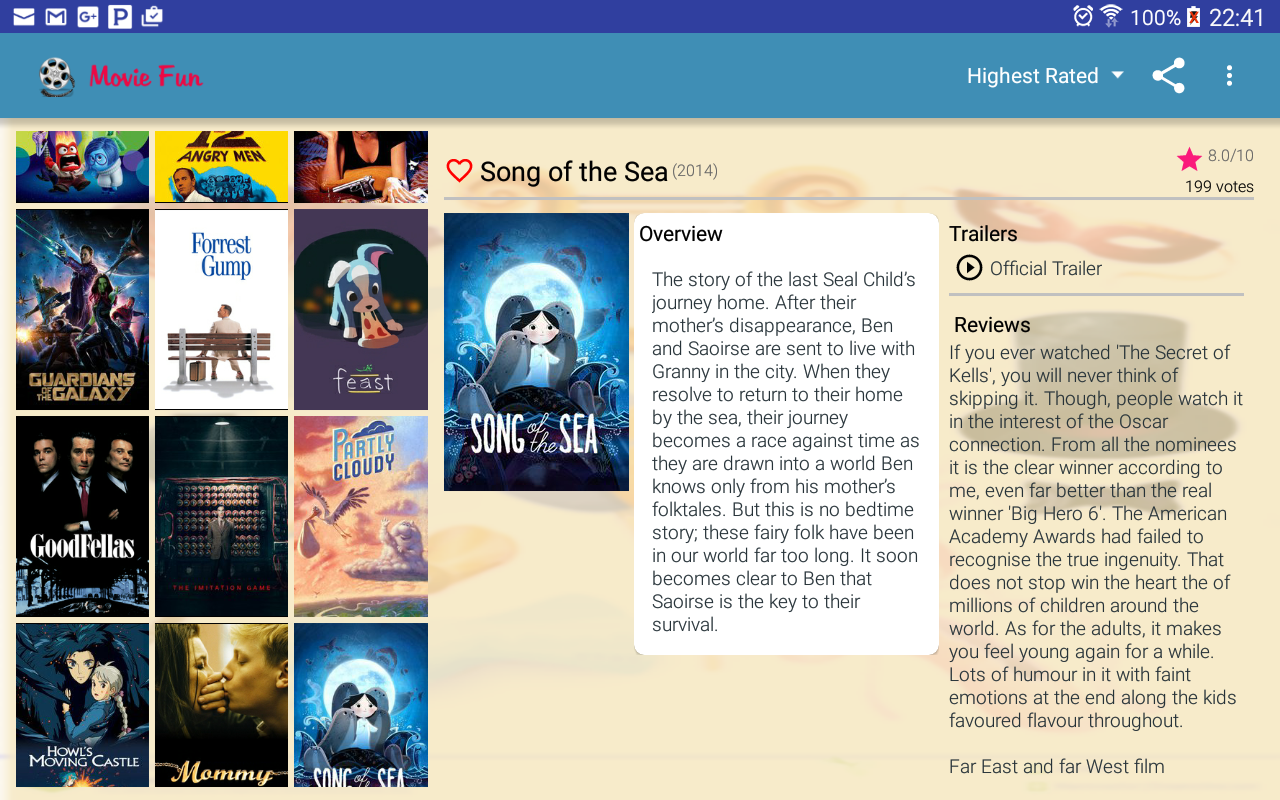 G+ P 100% 22:41
Movie Fun
Highest Rated
12
ANGRY MEN
GUARDIANS
OF THE GALAXY
Forrest
Gump
feast
GOODFELLAS
THE IMITATION GAME
PARTLY
CLOUDY
HOWL'S
MOVING CASTLE
Mommy
SONG of SEA
Song of the Sea (2014)
8.0/10
199 votes
SONG of the SEA
Overview
The story of the last Seal Child’s
journey home. After their
mother’s disappearance, Ben
and Saoirse are sent to live with
Granny in the city. When they
resolve to return to their home
by the sea, their journey
becomes a race against time as
they are drawn into a world Ben
knows only from his mother’s
folktales. But this is no bedtime
story; these fairy folk have been
in our world far too long. It soon
becomes clear to Ben that
Saoirse is the key to their
survival.
Trailers
Official Trailer
Reviews
If you ever watched 'The Secret of
Kells', you will never think of
skipping it. Though, people watch it
in the interest of the Oscar
connection. From all the nominees
it is the clear winner according to
me, even far better than the real
winner 'Big Hero 6'. The American
Academy Awards had failed to
recognise the true ingenuity. That
does not stop win the heart the of
millions of children around the
world. As for the adults, it makes
you feel young again for a while.
Lots of humour in it with faint
emotions at the end along the kids
favoured flavour throughout.
Far East and far West film